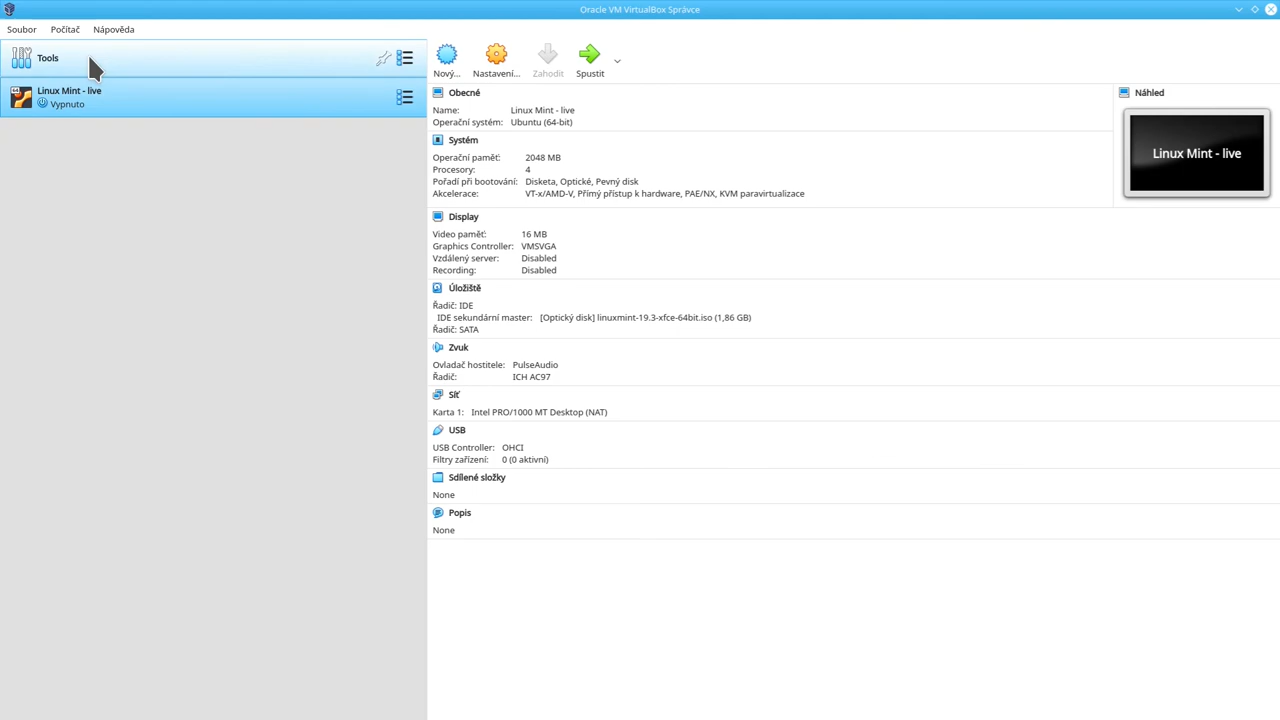 Oracle VM VirtualBox Správce
Soubor Počítač Nápověda
Tools
Linux Mint - live
Vypnuto
Nový... Nastavení... Zahodit Spustit
Obecné
Name: Linux Mint - live
Operační systém: Ubuntu (64-bit)
Náhled
Linux Mint - live
Systém
Operační paměť: 2048 MB
Procesory: 4
Pořadí při bootování: Disketa, Optické, Pevný disk
Akcelerace: VT-x/AMD-V, Přímý přístup k hardware, PAE/NX, KVM paravirtualizace
Display
Video paměť: 16 MB
Graphics Controller: VMSVGA
Vzdálený server: Disabled
Recording: Disabled
Úložiště
Řadič: IDE
IDE sekundární master: [Optický disk] linuxmint-19.3-xfce-64bit.iso (1,86 GB)
Řadič: SATA
Zvuk
Ovladač hostitele: PulseAudio
Řadič: ICH AC97
Síť
Karta 1: Intel PRO/1000 MT Desktop (NAT)
USB
USB Controller: OHCI
Filtry zařízení: 0 (0 aktivní)
Sdílené složky
None
Popis
None